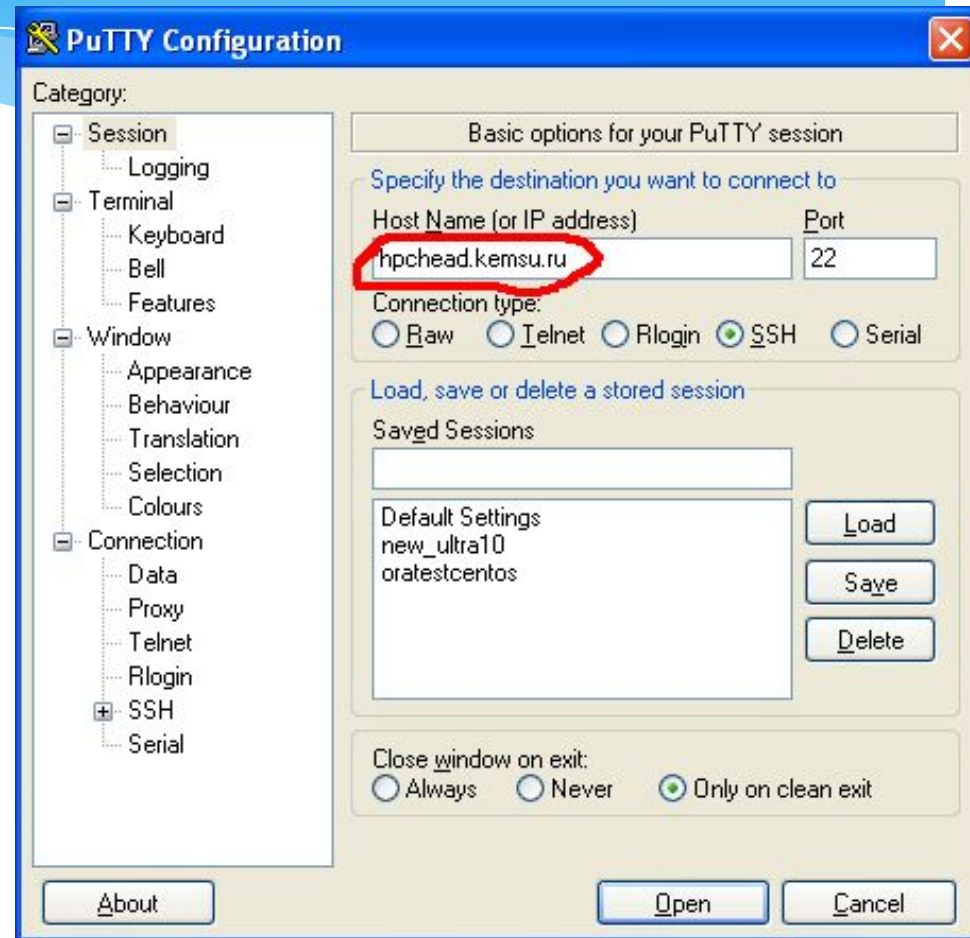 PuTTY Configuration
Category:
Session
Logging
Terminal
Keyboard
Bell
Features
Window
Appearance
Behaviour
Translation
Selection
Colours
Connection
Data
Proxy
Telnet
Rlogin
SSH
Serial
Basic options for your PuTTY session
Specify the destination you want to connect to
Host Name (or IP address) Port
hpchead.kemsu.ru 22
Connection type:
Raw Telnet Rlogin SSH Serial
Load, save or delete a stored session
Saved Sessions
Default Settings
new_ultra10
oratestcentos
Load
Save
Delete
Close window on exit:
Always Never Only on clean exit
About Open Cancel